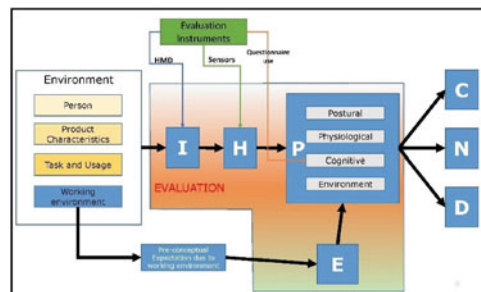 Evaluation
Instruments
HMD
Sensors
Questionnaire
use
Environment
Person
Product
Characteristics
Task and Usage
Working
environment
I
H
P
Postural
Physiological
Cognitive
Environment
EVALUATION
C
N
D
Pre-conceptual
Expectation due to
working environment
E